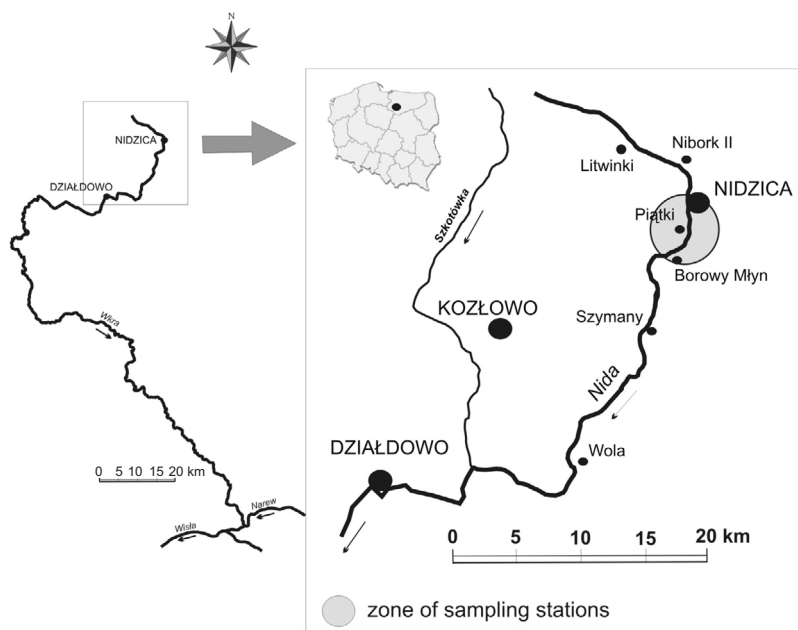 N
NIDZICA
DZIAŁDOWO
Wkra
0 5 10 15 20 km
Narew
Wisła
Szkotówka
Litwinki
Nibork II
NIDZICA
Piątki
Borowy Młyn
KOZŁOWO
Szymany
Nida
DZIAŁDOWO
Wola
0 5 10 15 20 km
zone of sampling stations